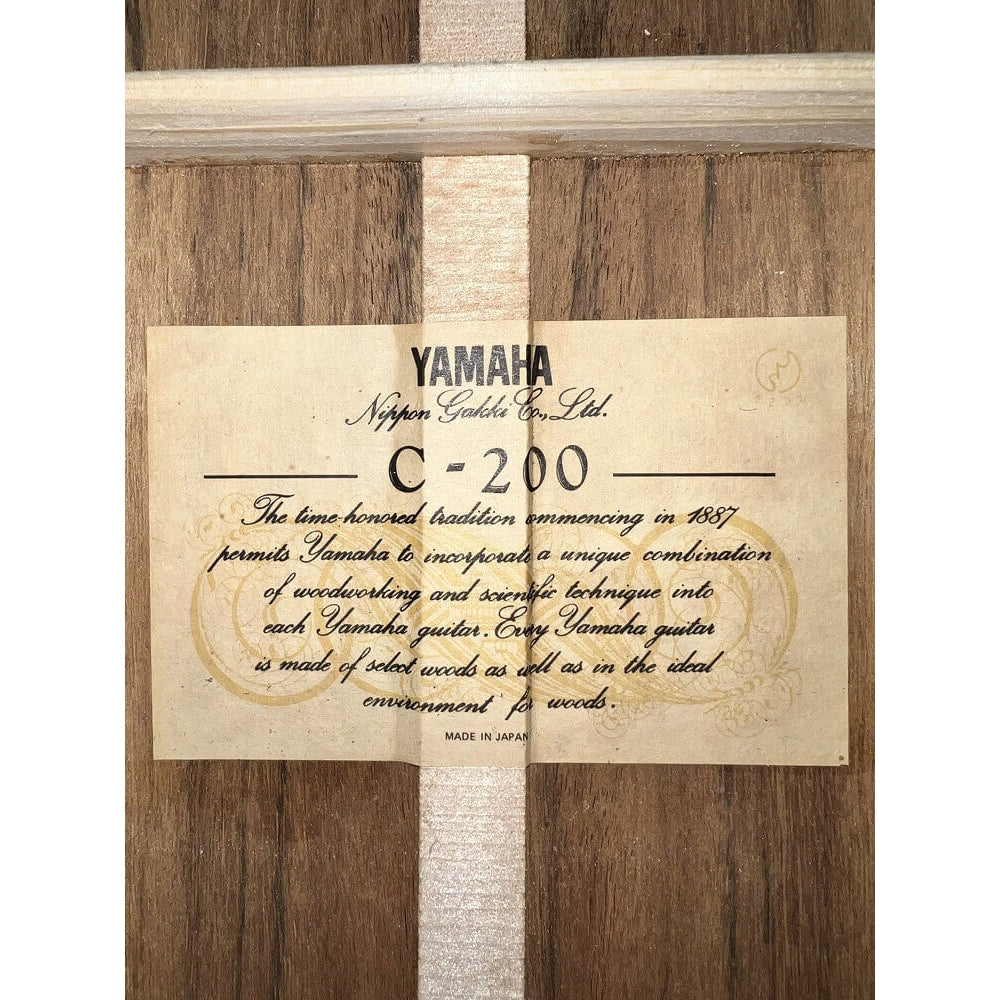 YAMAHA
Nippon Gakki Co., Ltd.
C - 200
The time-honored tradition ommencing in 1887
permits Yamaha to incorporate a unique combination
of woodworking and scientific technique into
each Yamaha guitar. Every Yamaha guitar
is made of select woods as well as in the ideal
environment for woods.
MADE IN JAPAN